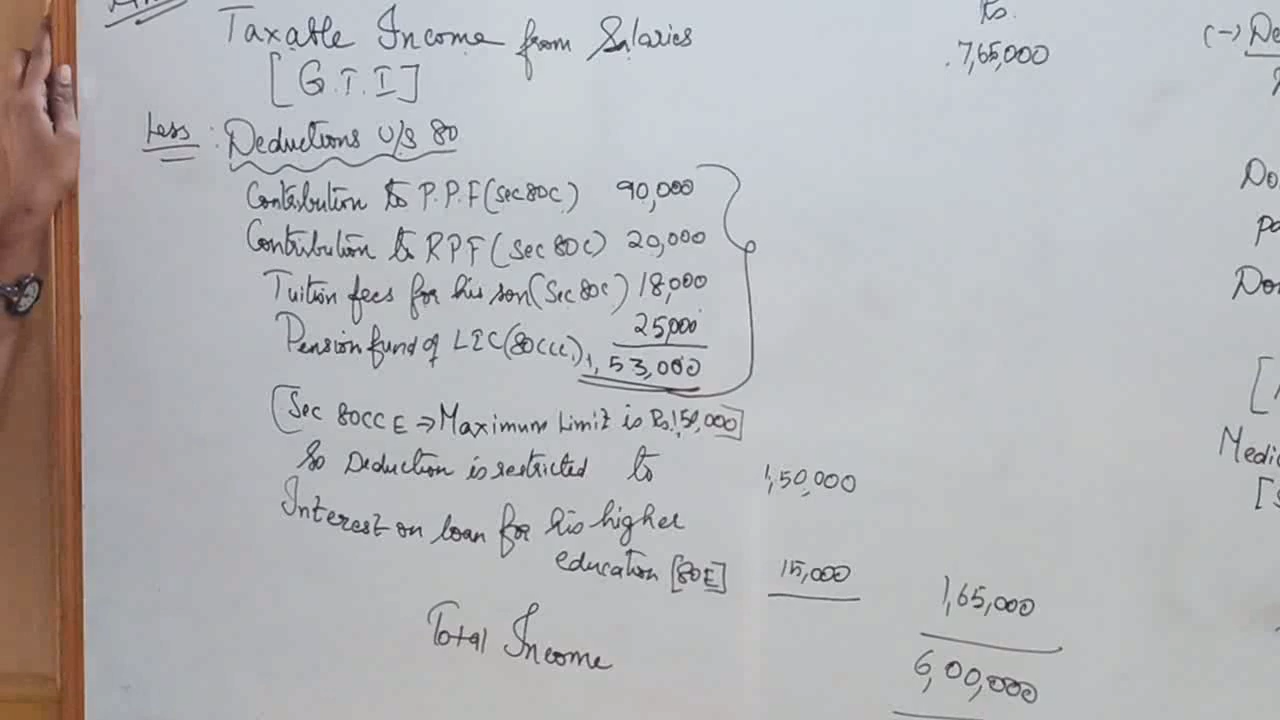 Rs.
Taxable Income from Salaries 7,65,000
[G.T.I]
Less : Deductions U/S 80
Contribution to P.P.F (Sec 80C) 90,000
Contribution to RPF (Sec 80C) 20,000
Tuition fees for his son (Sec 80C) 18,000
Pension fund of LIC (80CCC) 25,000
1,53,000
[Sec 80CCE ⇒ Maximum Limit is Rs.1,50,000]
So Deduction is restricted to 1,50,000
Interest on loan for his higher
education [80E] 15,000 1,65,000
Total Income 6,00,000
(-) De
Do
Pa
Do
Medi